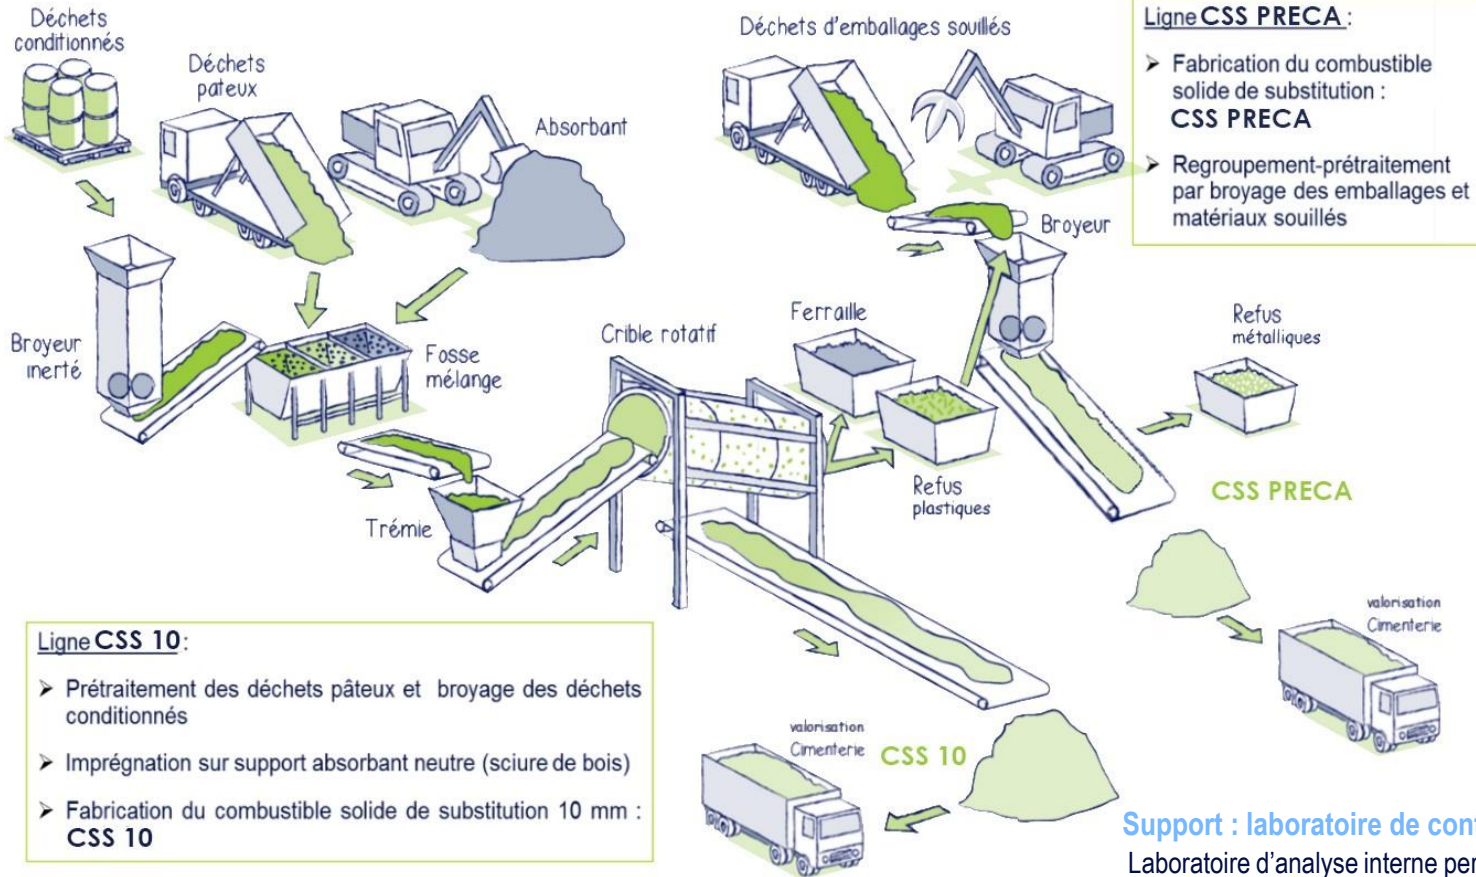 Déchets
conditionnés
Déchets
pateux
Absorbant
Déchets d'emballages souillés
Ligne CSS PRECA :
➤ Fabrication du combustible
solide de substitution :
CSS PRECA
➤ Regroupement-prétraitement
par broyage des emballages et
matériaux souillés
Broyeur
Broyeur
inerté
Fosse
mélange
Crible rotatif
Ferraille
Refus
métalliques
Trémie
Refus
plastiques
CSS PRECA
valorisation
Cimenterie
Ligne CSS 10 :
➤ Prétraitement des déchets pâteux et broyage des déchets
conditionnés
➤ Imprégnation sur support absorbant neutre (sciure de bois)
➤ Fabrication du combustible solide de substitution 10 mm :
CSS 10
valorisation
Cimenterie
CSS 10
Support : laboratoire de
Laboratoire d'analyse interne